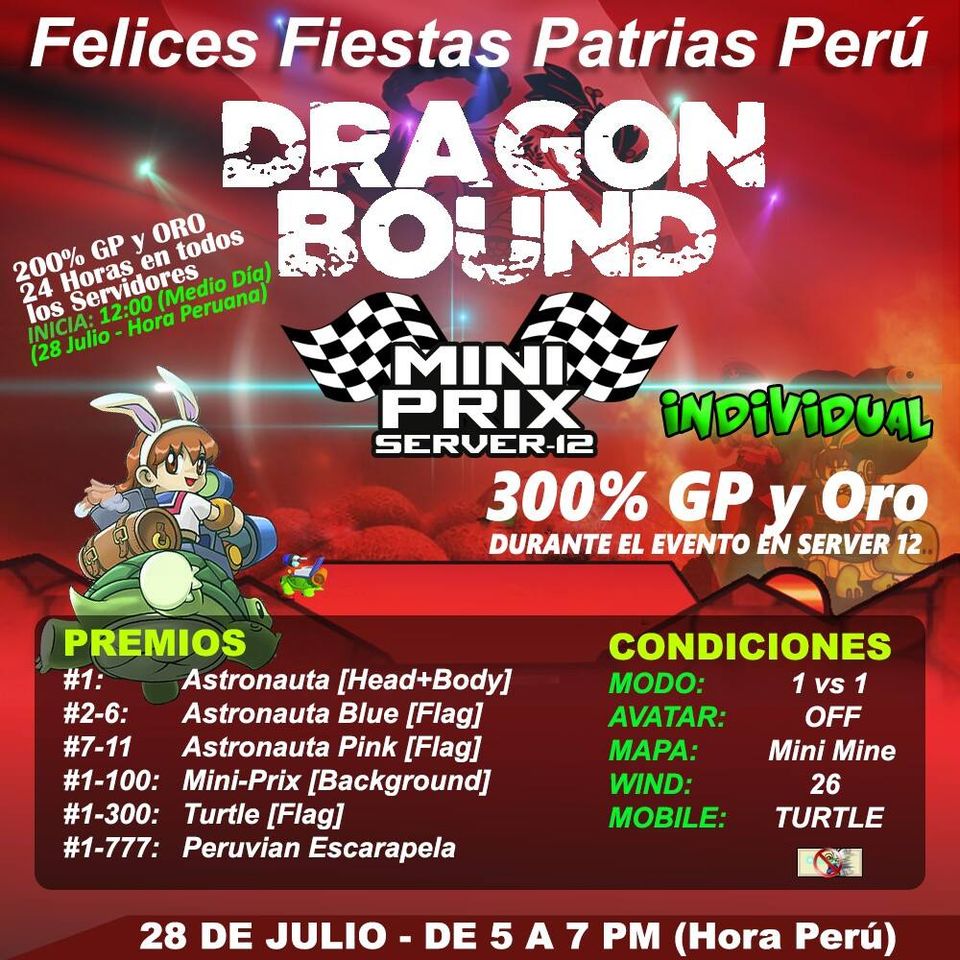 Felices Fiestas Patrias Perú
DRAGON
BOUND
200% GP y ORO
24 Horas en todos
los Servidores
INICIA: 12:00 (Medio Día)
(28 Julio - Hora Peruana)
MINI
PRIX
SERVER-12
iNDiViDUAL
300% GP y Oro
DURANTE EL EVENTO EN SERVER 12
PREMIOS
#1: Astronauta [Head+Body]
#2-6: Astronauta Blue [Flag]
#7-11 Astronauta Pink [Flag]
#1-100: Mini-Prix [Background]
#1-300: Turtle [Flag]
#1-777: Peruvian Escarapela
CONDICIONES
MODO: 1 vs 1
AVATAR: OFF
MAPA: Mini Mine
WIND: 26
MOBILE: TURTLE
28 DE JULIO - DE 5 A 7 PM (Hora Perú)